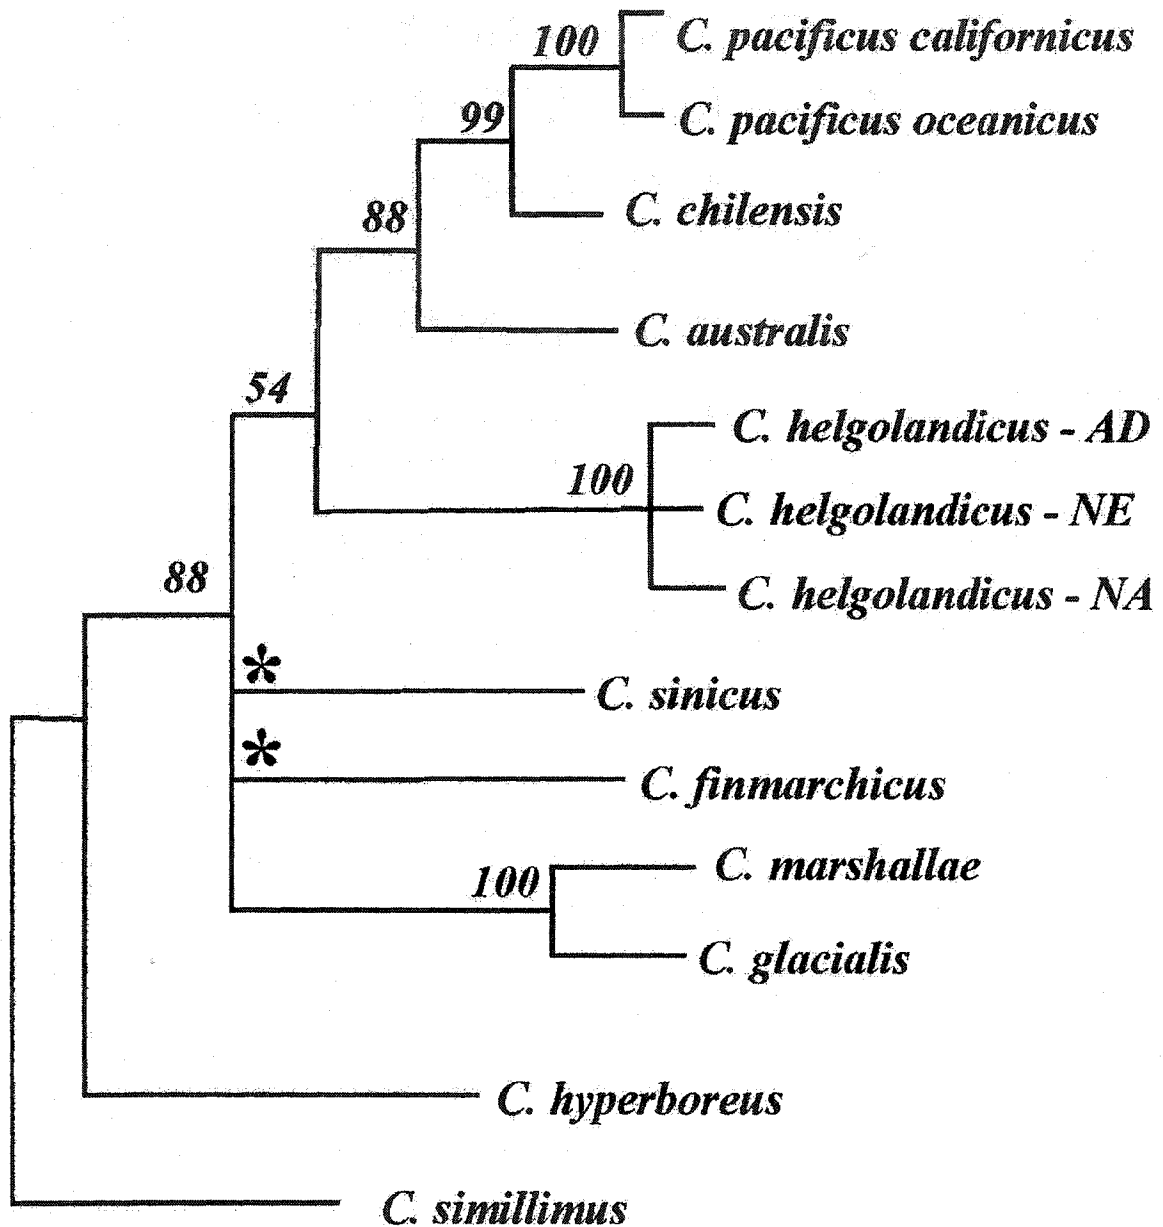 100
C. pacificus californicus
99
C. pacificus oceanicus
88
C. chilensis
C. australis
54
C. helgolandicus - AD
100
C. helgolandicus - NE
88
C. helgolandicus - NA
*
C. sinicus
*
C. finmarchicus
100
C. marshallae
C. glacialis
C. hyperboreus
C. simillimus